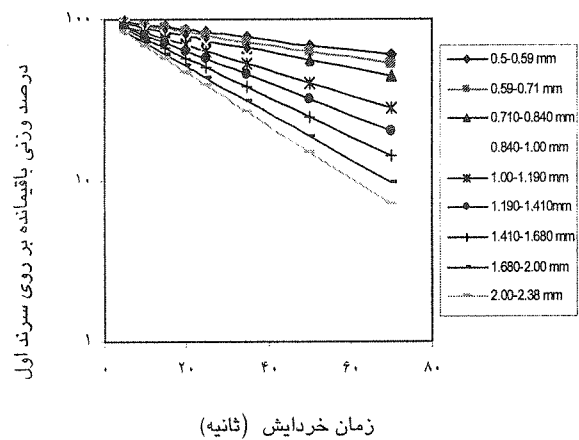 درصد وزنی باقیمانده بر روی سرند اول
۱۰۰
۱۰
۱
۰ ۲۰ ۴۰ ۶۰ ۸۰
زمان خردایش (ثانیه)
0.5-0.59 mm
0.59-0.71 mm
0.710-0.840 mm
0.840-1.00 mm
1.00-1.190 mm
1.190-1.410mm
1.410-1.680 mm
1.680-2.00 mm
2.00-2.38 mm